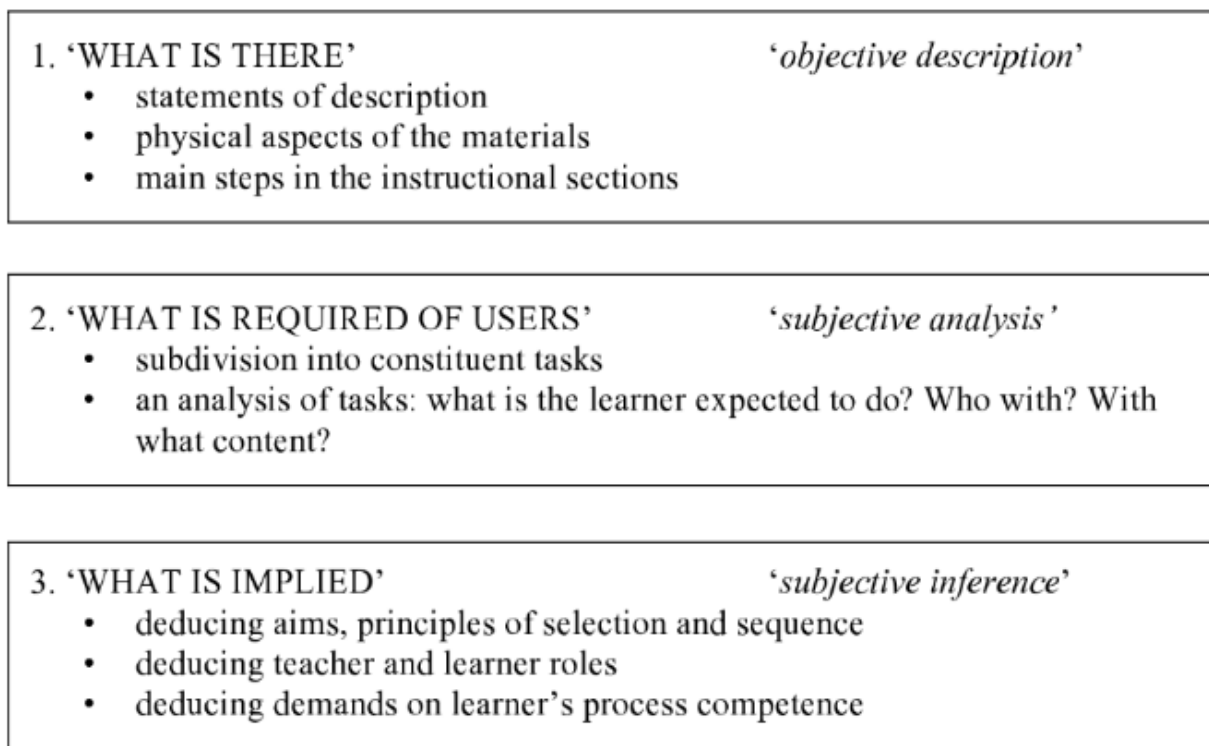 1. ‘WHAT IS THERE’ ‘objective description’
• statements of description
• physical aspects of the materials
• main steps in the instructional sections
2. ‘WHAT IS REQUIRED OF USERS’ ‘subjective analysis’
• subdivision into constituent tasks
• an analysis of tasks: what is the learner expected to do? Who with? With
what content?
3. ‘WHAT IS IMPLIED’ ‘subjective inference’
• deducing aims, principles of selection and sequence
• deducing teacher and learner roles
• deducing demands on learner’s process competence